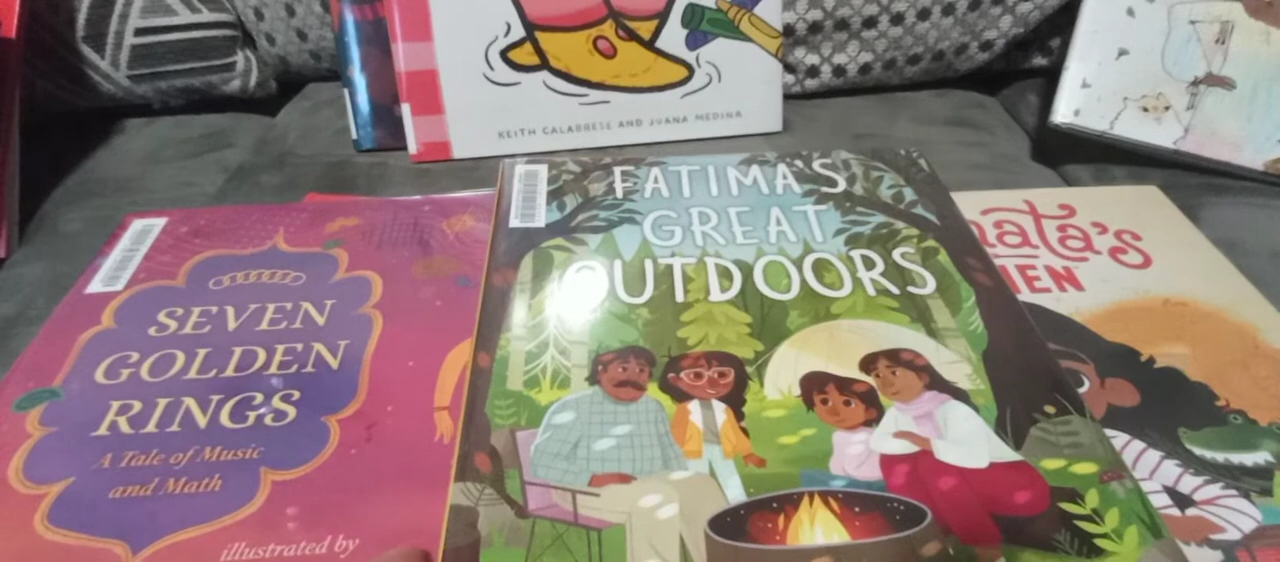 KEITH CALABRESE AND JUANA MEDINA
FATIMA'S
GREAT
OUTDOORS
SEVEN
GOLDEN
RINGS
A Tale of Music
and Math
illustrated by
nata's
MEN